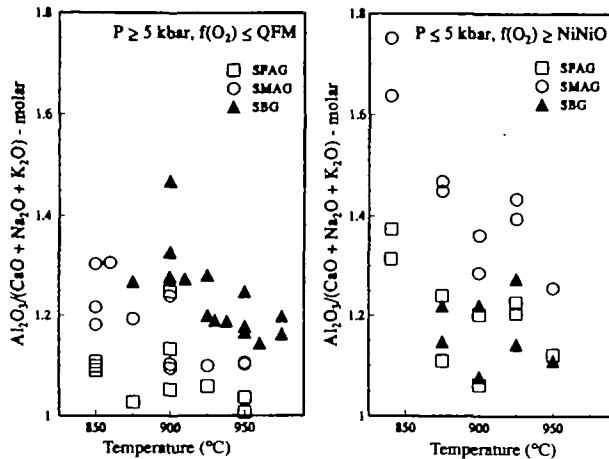 P ≥ 5 kbar, f(O₂) ≤ QFM
SPAG
SMAG
SBG
Al₂O₃/(CaO + Na₂O + K₂O) - molar
1.8
1.6
1.4
1.2
1
850
900
950
Temperature (°C)
P ≤ 5 kbar, f(O₂) ≥ NiNiO
SPAG
SMAG
SBG
Al₂O₃/(CaO + Na₂O + K₂O) - molar
1.8
1.6
1.4
1.2
1
850
900
950
Temperature (°C)